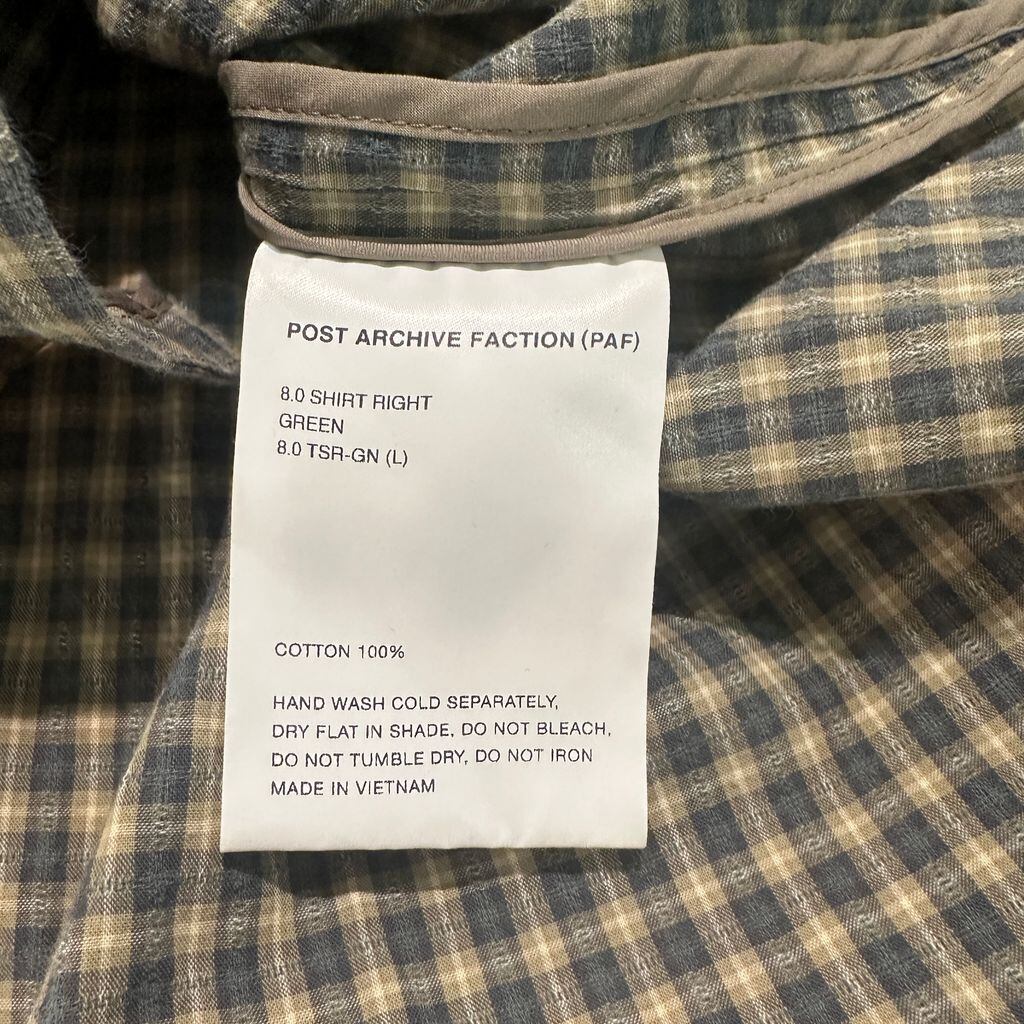 POST ARCHIVE FACTION (PAF)
8.0 SHIRT RIGHT
GREEN
8.0 TSR-GN (L)
COTTON 100%
HAND WASH COLD SEPARATELY,
DRY FLAT IN SHADE, DO NOT BLEACH,
DO NOT TUMBLE DRY, DO NOT IRON
MADE IN VIETNAM